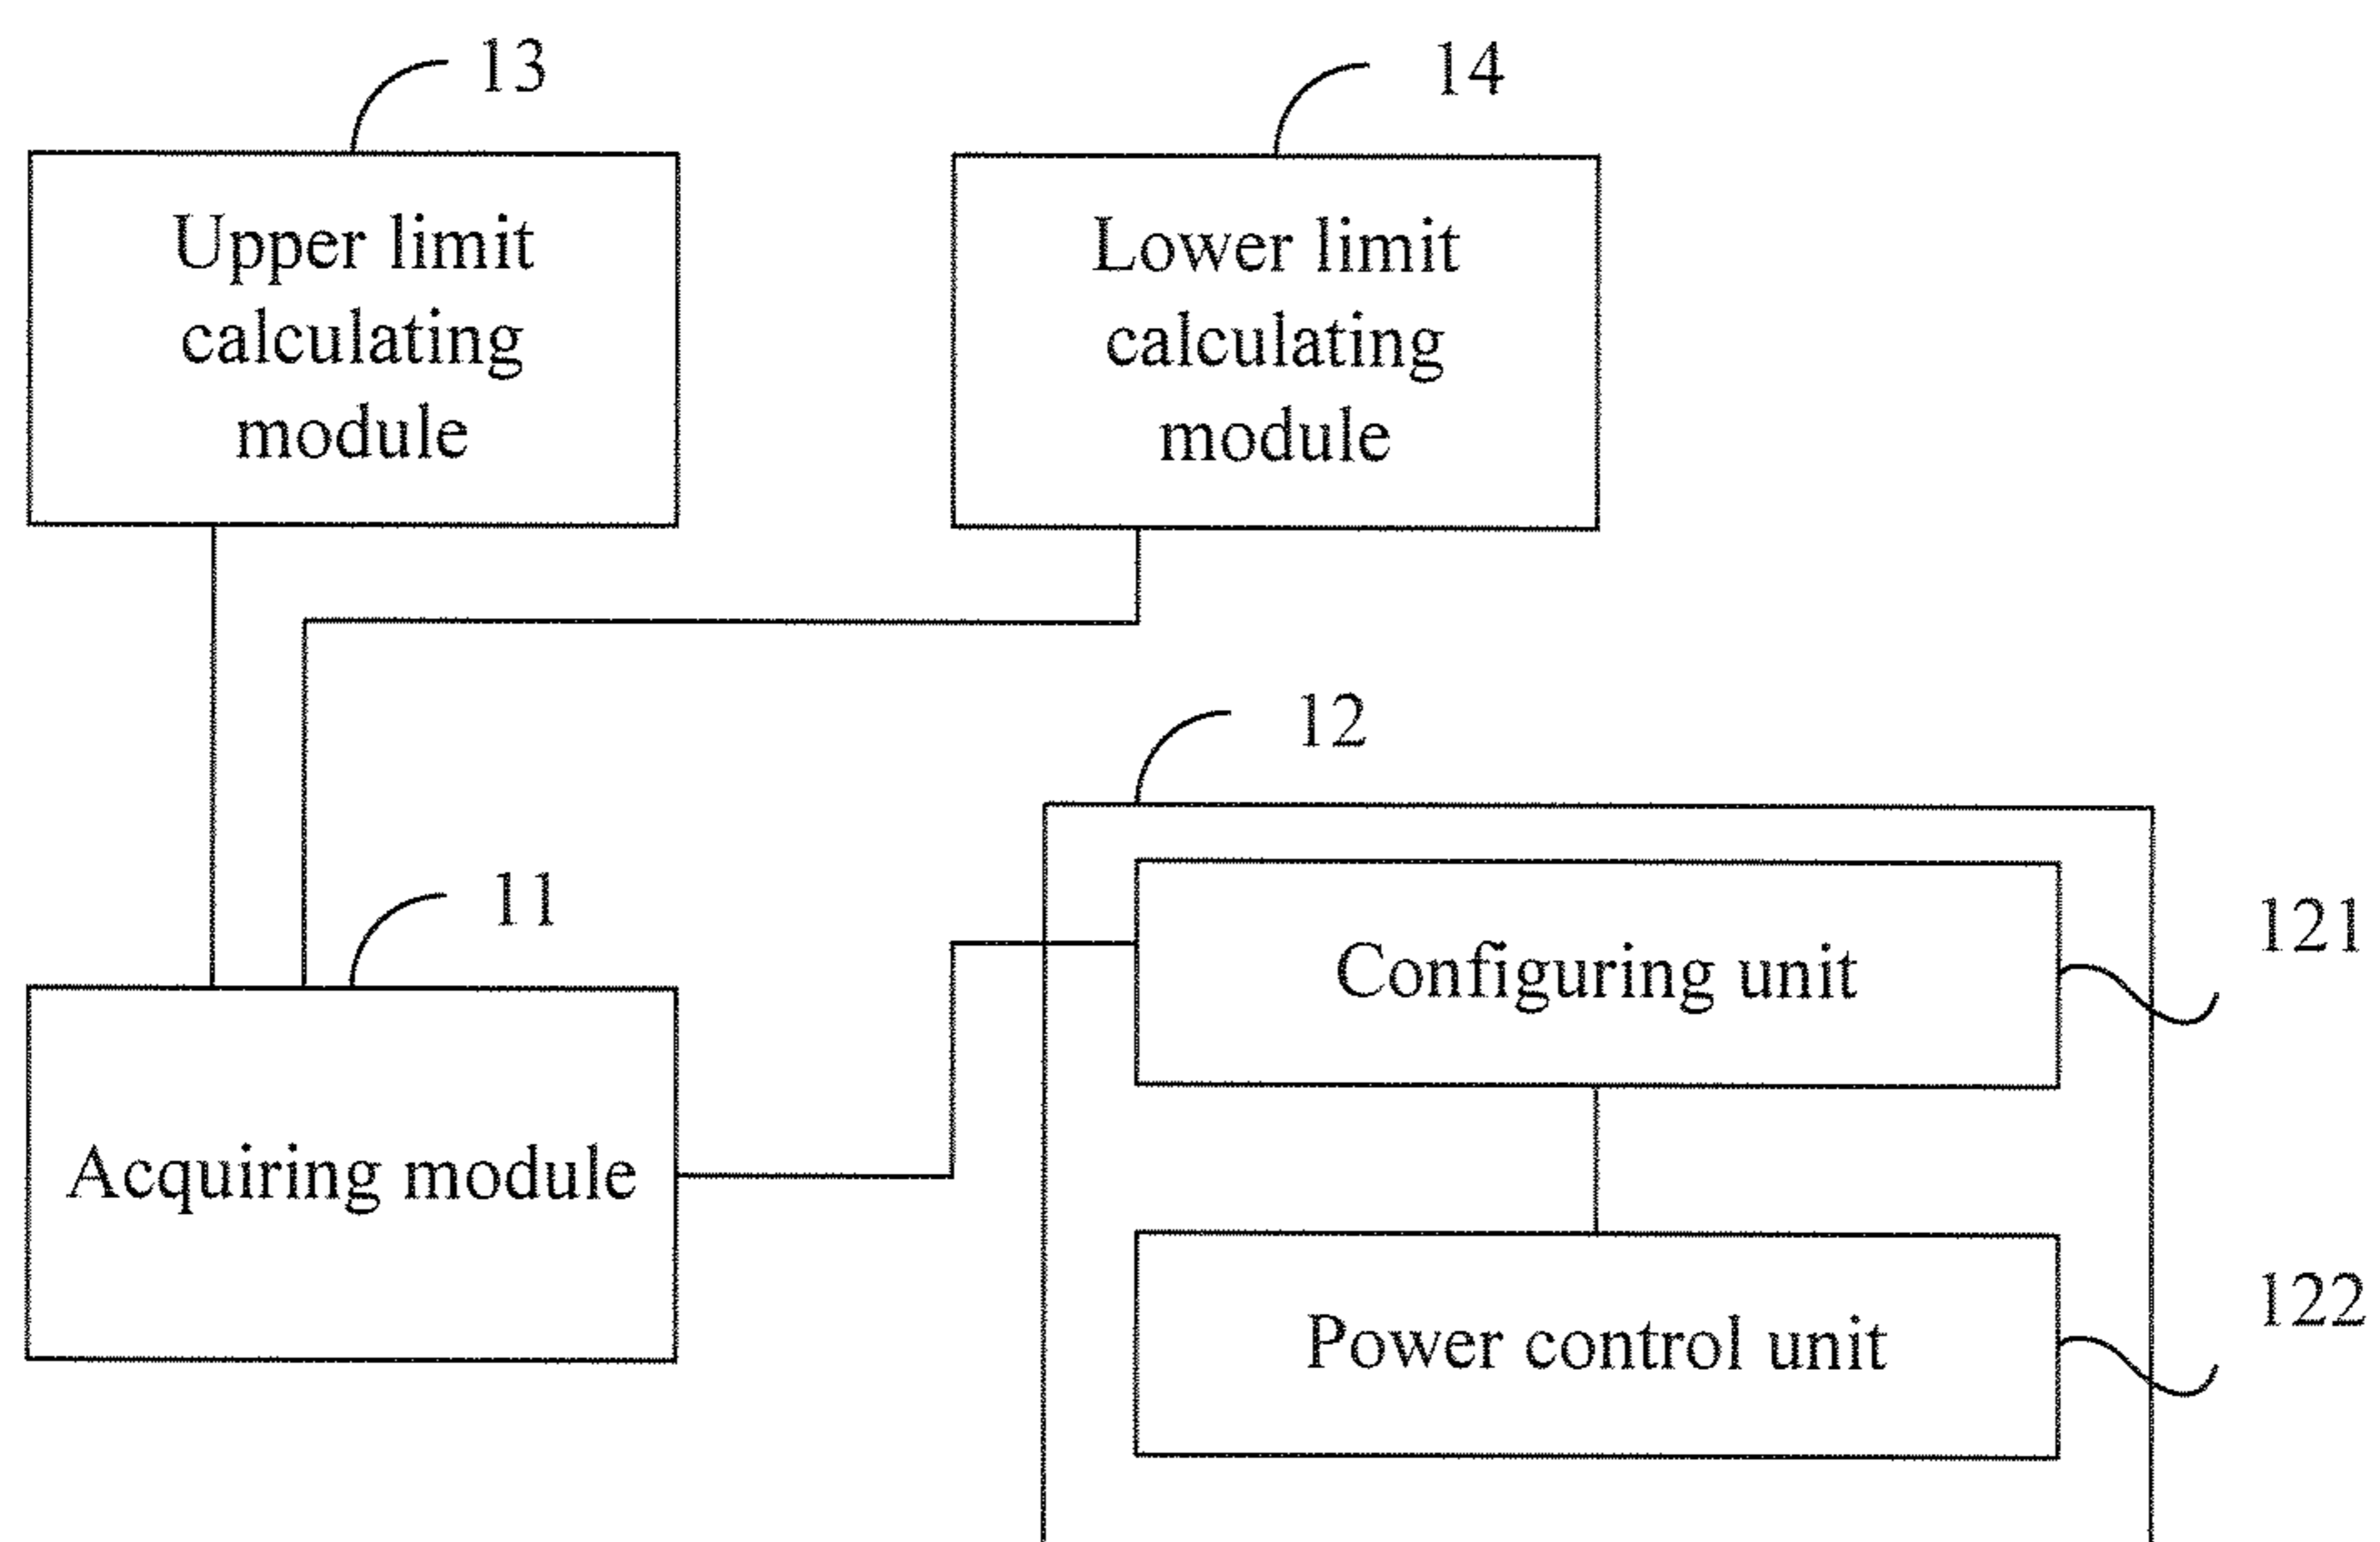 13
14
Upper limit
calculating
module
Lower limit
calculating
module
12
11
121
Configuring unit
Acquiring module
122
Power control unit